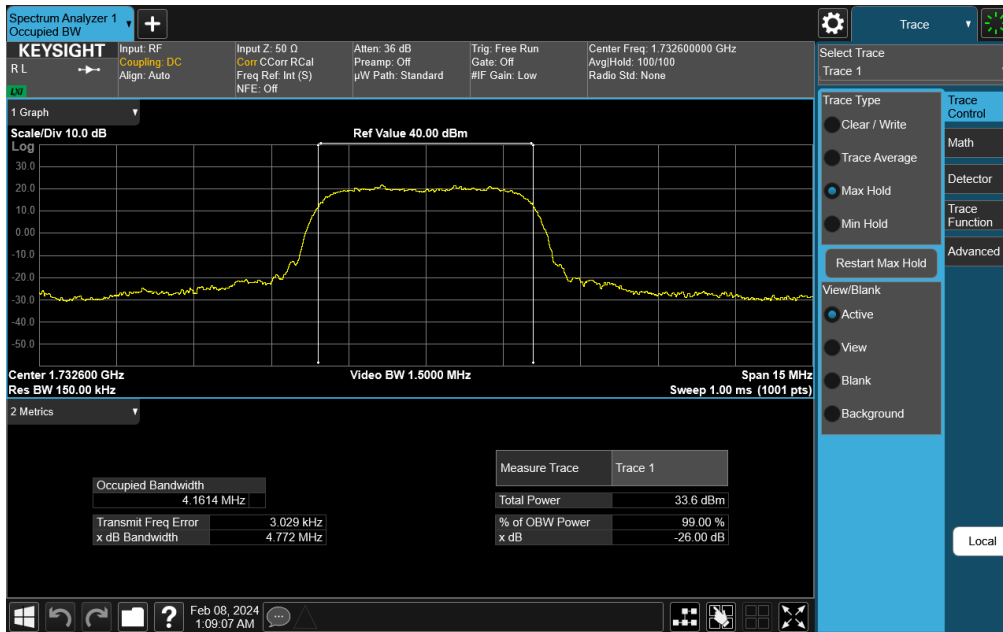 Spectrum Analyzer 1
Occupied BW
Trace
KEYSIGHT
R L
LXI
Input: RF
Coupling: DC
Align: Auto
Input Z: 50 Ω
Corr CCorr RCal
Freq Ref: Int (S)
NFE: Off
Atten: 36 dB
Preamp: Off
µW Path: Standard
Trig: Free Run
Gate: Off
#IF Gain: Low
Center Freq: 1.732600000 GHz
Avg|Hold: 100/100
Radio Std: None
Select Trace
Trace 1
1 Graph
Scale/Div 10.0 dB
Ref Value 40.00 dBm
Log
30.0
20.0
10.0
0.00
-10.0
-20.0
-30.0
-40.0
-50.0
Center 1.732600 GHz
Video BW 1.5000 MHz
Span 15 MHz
Res BW 150.00 kHz
Sweep 1.00 ms (1001 pts)
Trace Type
Clear / Write
Trace Average
Max Hold
Min Hold
Restart Max Hold
View/Blank
Active
View
Blank
Background
Trace
Control
Math
Detector
Trace
Function
Advanced
Local
2 Metrics
Occupied Bandwidth
4.1614 MHz
Transmit Freq Error 3.029 kHz
x dB Bandwidth 4.772 MHz
Measure Trace Trace 1
Total Power 33.6 dBm
% of OBW Power 99.00 %
x dB -26.00 dB
Feb 08, 2024
1:09:07 AM